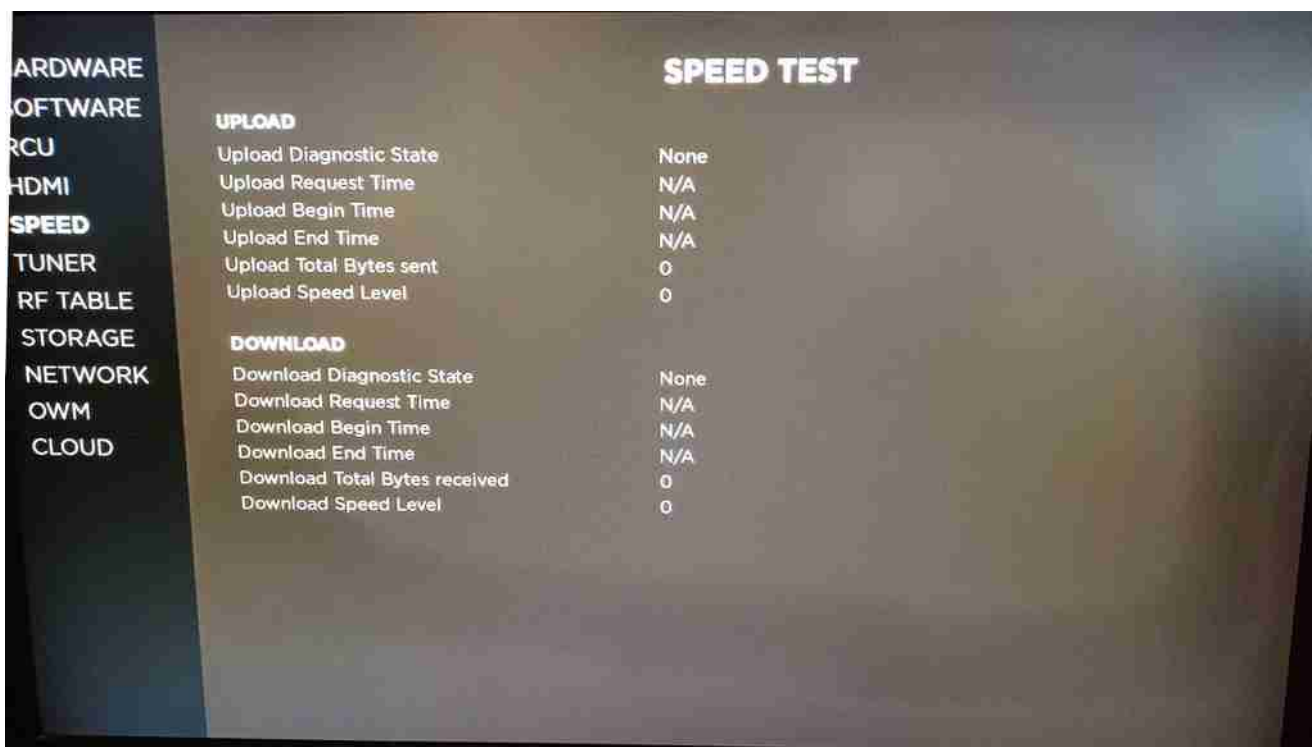 ARDWARE
OFTWARE
RCU
HDMI
SPEED
TUNER
RF TABLE
STORAGE
NETWORK
OWM
CLOUD
SPEED TEST
UPLOAD
Upload Diagnostic State None
Upload Request Time N/A
Upload Begin Time N/A
Upload End Time N/A
Upload Total Bytes sent 0
Upload Speed Level 0
DOWNLOAD
Download Diagnostic State None
Download Request Time N/A
Download Begin Time N/A
Download End Time N/A
Download Total Bytes received 0
Download Speed Level 0